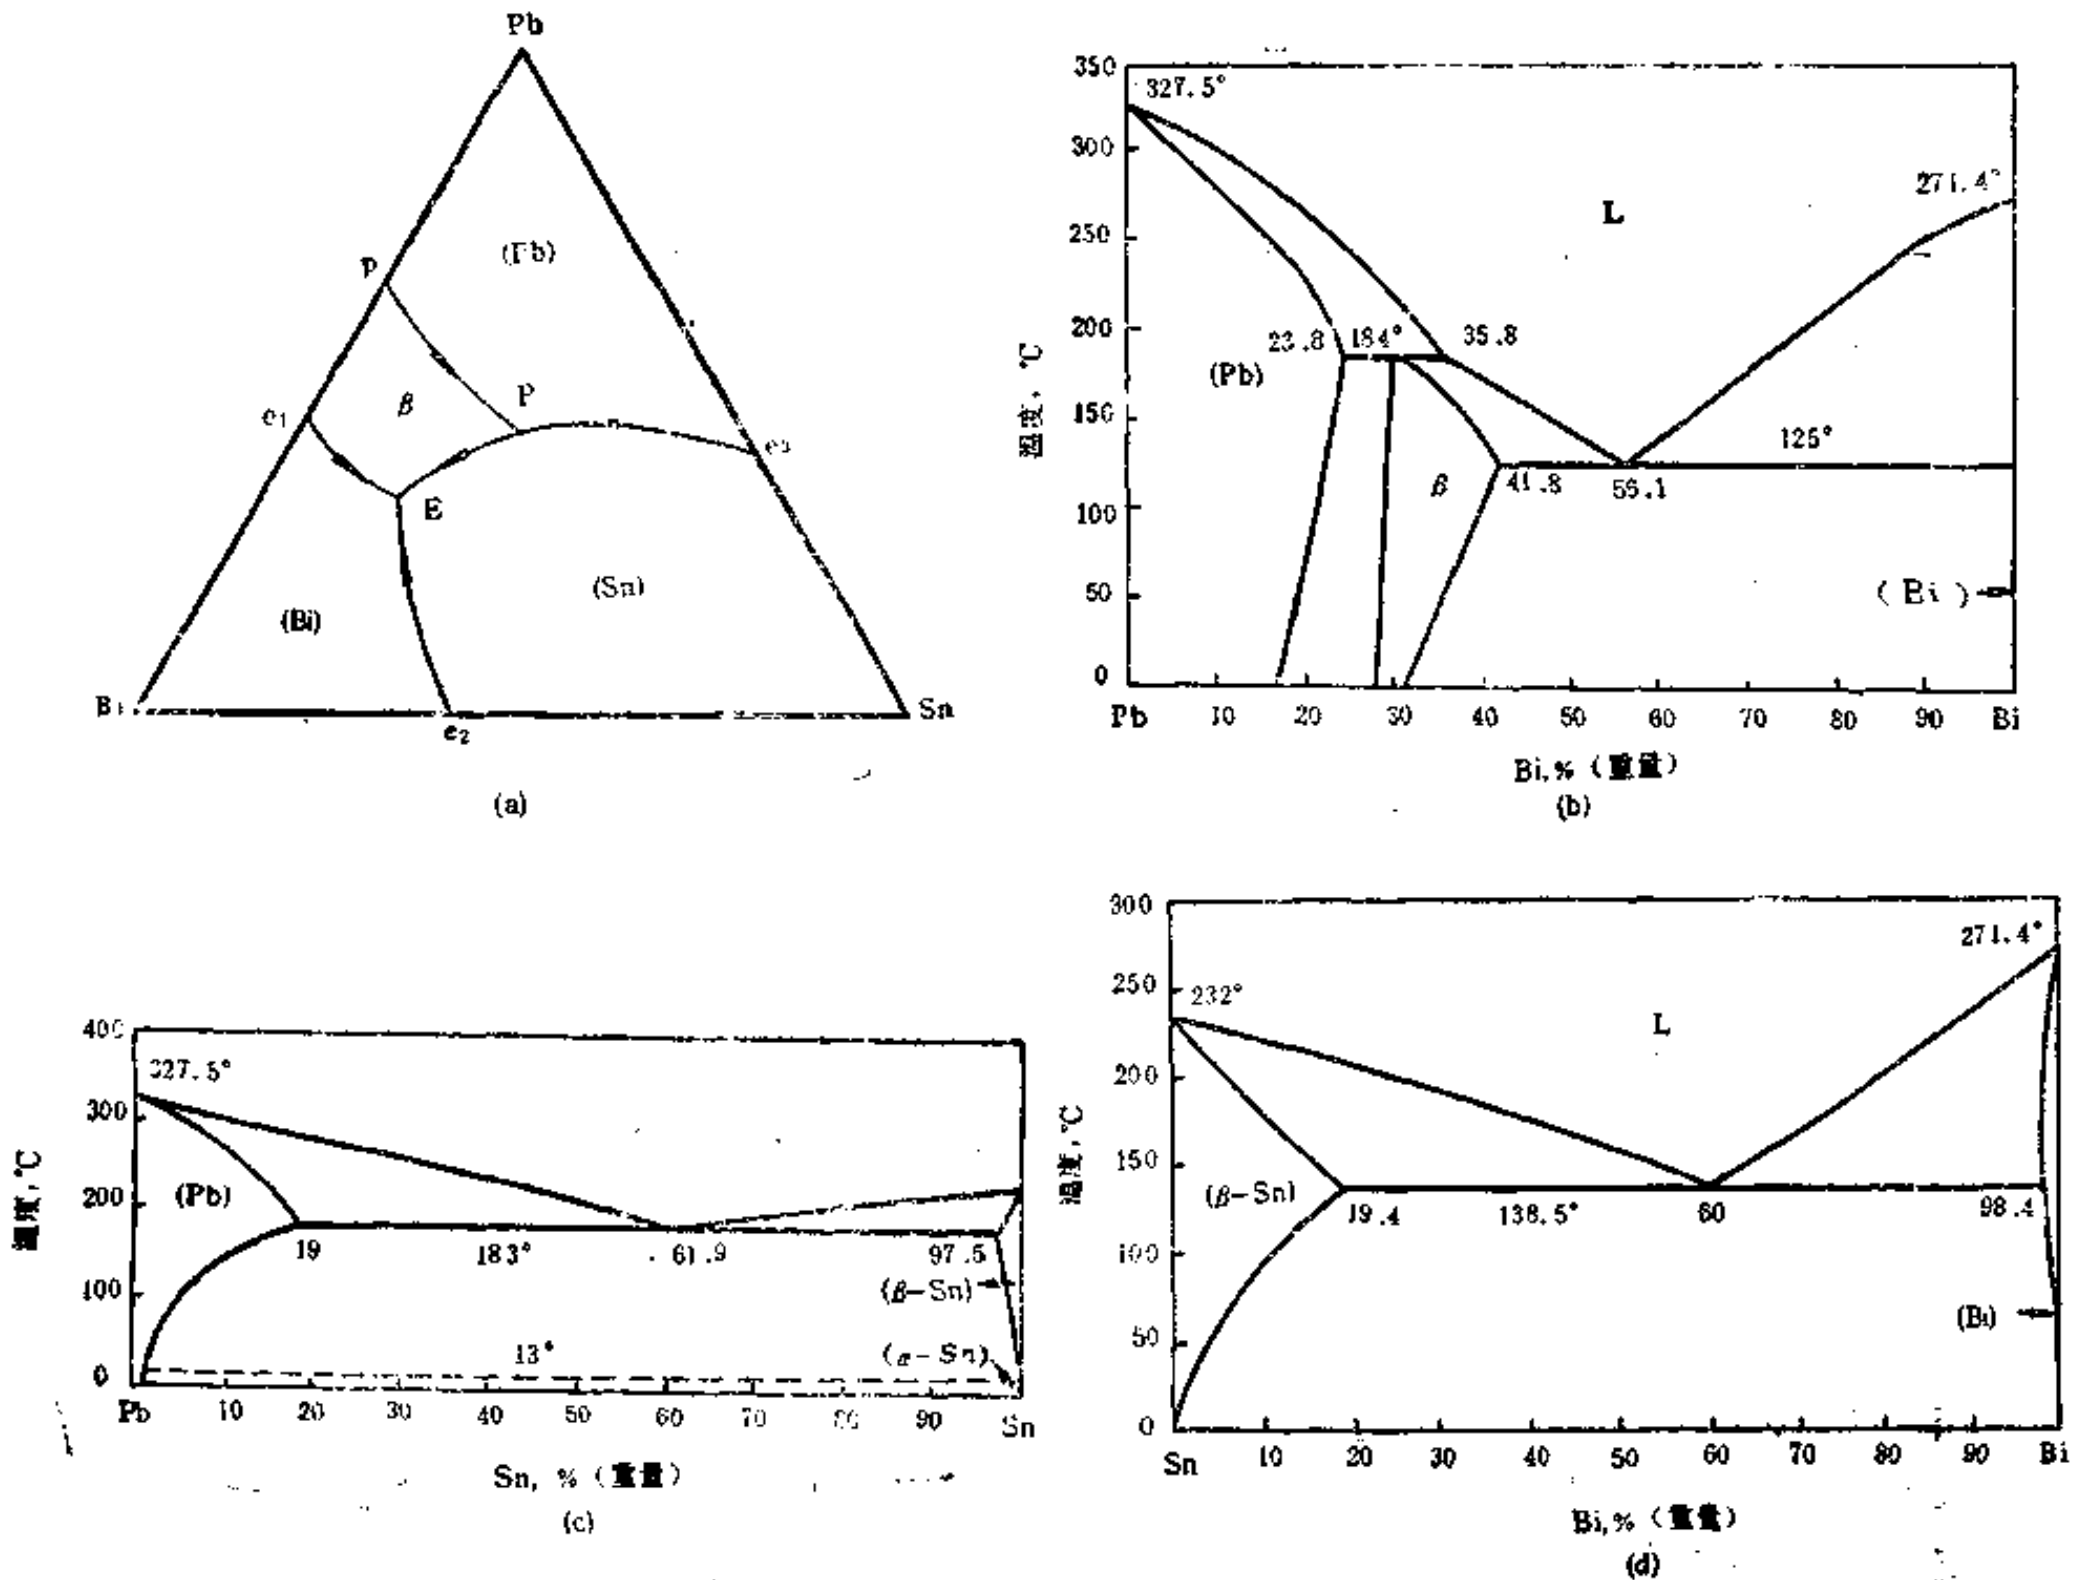 Pb
(Pb)
P
β
P
e1
e3
E
(Sn)
(Bi)
Bi
Sn
e2
(a)
350
327.5°
300
271.4°
250
L
200
23.8 184° 35.8
(Pb)
温度, ℃
150
125°
β
41.8 56.1
100
50
(Bi)
0
Pb 10 20 30 40 50 60 70 80 90 Bi
Bi,%(重量)
(b)
400
327.5°
300
(Pb)
温度,℃
200
19 183° 61.9 97.5
(β-Sn)
100
13° (α-Sn)
0
Pb 10 20 30 40 50 60 70 80 90 Sn
Sn, %(重量)
(c)
300
271.4°
250
232°
L
200
温度,℃
150
(β-Sn)
19.4 138.5° 60 98.4
100
(Bi)
50
0
Sn 10 20 30 40 50 60 70 80 90 Bi
Bi,%(重量)
(d)